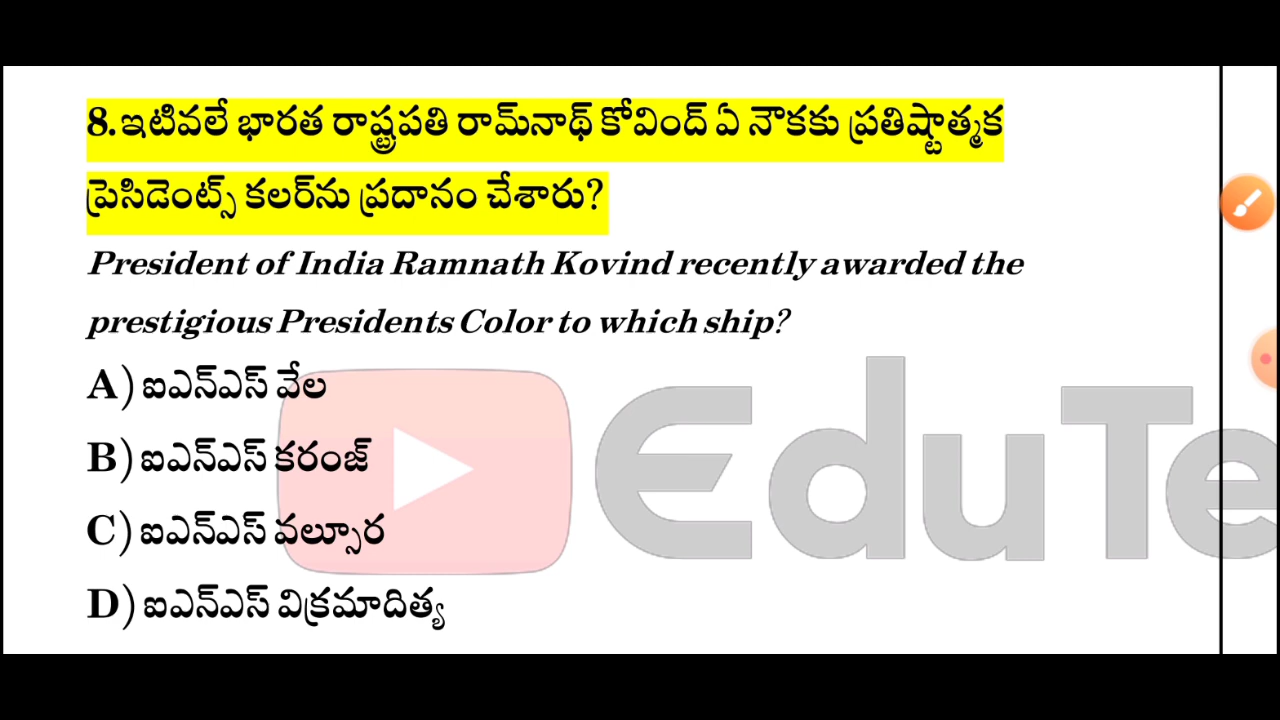 8.ఇటివలే భారత రాష్ట్రపతి రామ్‌నాథ్ కోవింద్ ఏ నౌకకు ప్రతిష్టాత్మక
ప్రెసిడెంట్స్ కలర్‌ను ప్రదానం చేశారు?
President of India Ramnath Kovind recently awarded the
prestigious Presidents Color to which ship?
A) ఐఎన్ఎస్ వేల
B) ఐఎన్ఎస్ కరంజ్
C) ఐఎన్ఎస్ వల్సూర
D) ఐఎన్ఎస్ విక్రమాదిత్య
EduTe